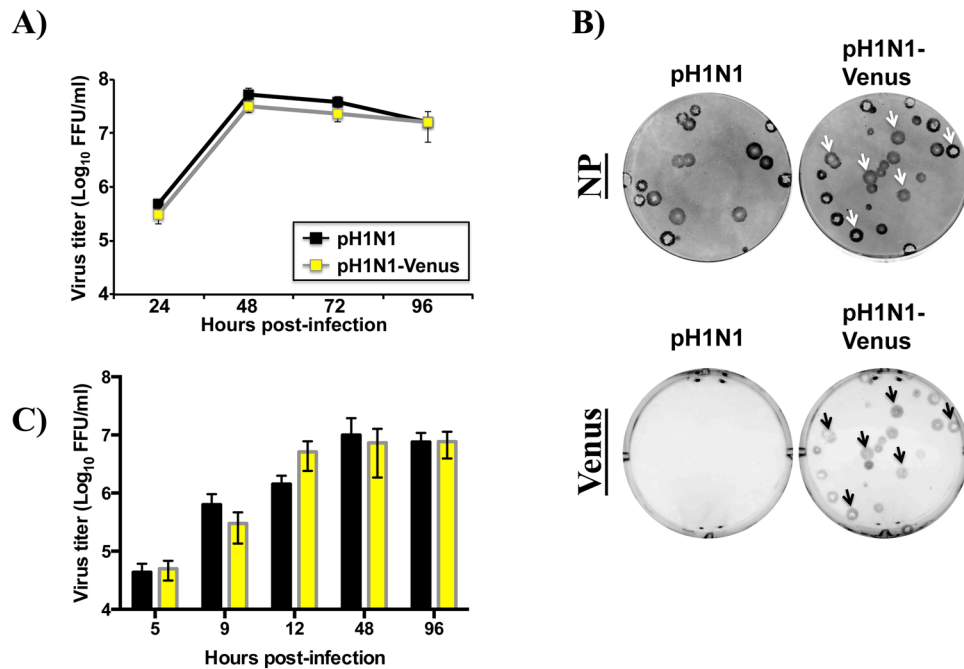 A)
Virus titer (Log10 FFU/ml)
8
7
6
5
4
24 48 72 96
Hours post-infection
pH1N1
pH1N1-Venus
B)
pH1N1
pH1N1-
Venus
NP
pH1N1
pH1N1-
Venus
Venus
C)
Virus titer (Log10 FFU/ml)
8
7
6
5
4
5 9 12 48 96
Hours post-infection